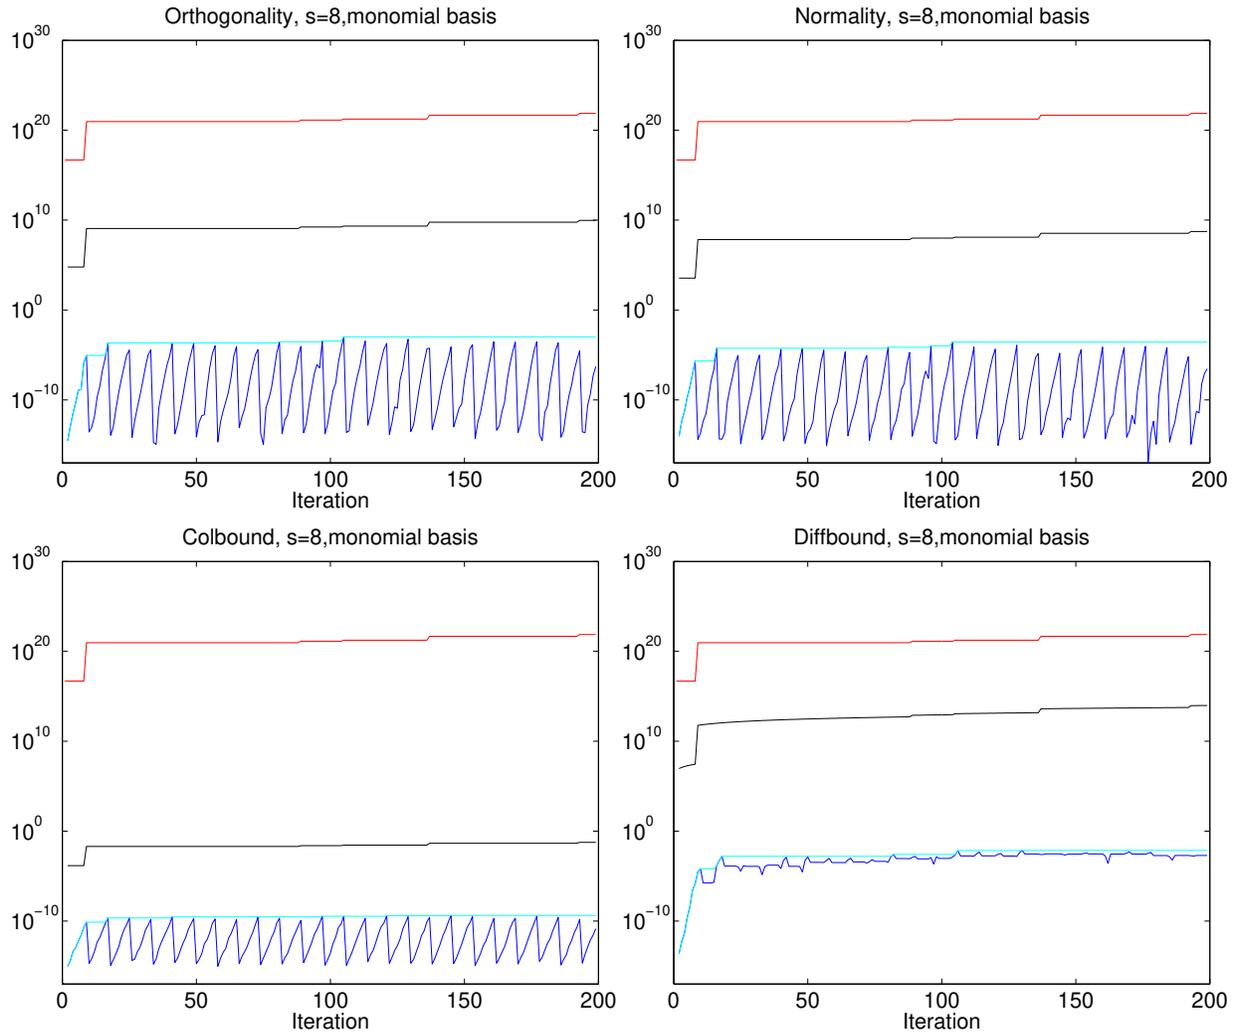 Orthogonality, s=8,monomial basis
10^30
10^20
10^10
10^0
10^−10
0 50 100 150 200
Iteration
Normality, s=8,monomial basis
10^30
10^20
10^10
10^0
10^−10
0 50 100 150 200
Iteration
Colbound, s=8,monomial basis
10^30
10^20
10^10
10^0
10^−10
0 50 100 150 200
Iteration
Diffbound, s=8,monomial basis
10^30
10^20
10^10
10^0
10^−10
0 50 100 150 200
Iteration